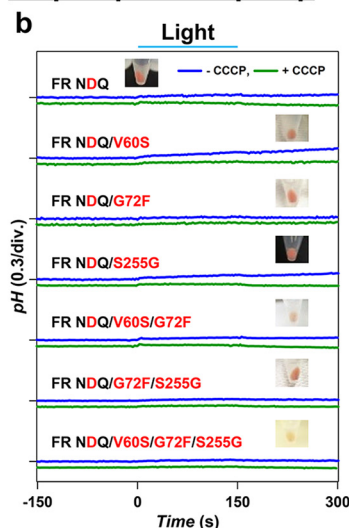 b
Light
- CCCP, + CCCP
FR NDQ
FR NDQ/V60S
FR NDQ/G72F
FR NDQ/S255G
FR NDQ/V60S/G72F
FR NDQ/G72F/S255G
FR NDQ/V60S/G72F/S255G
pH (0.3/div.)
-150 0 150 300
Time (s)